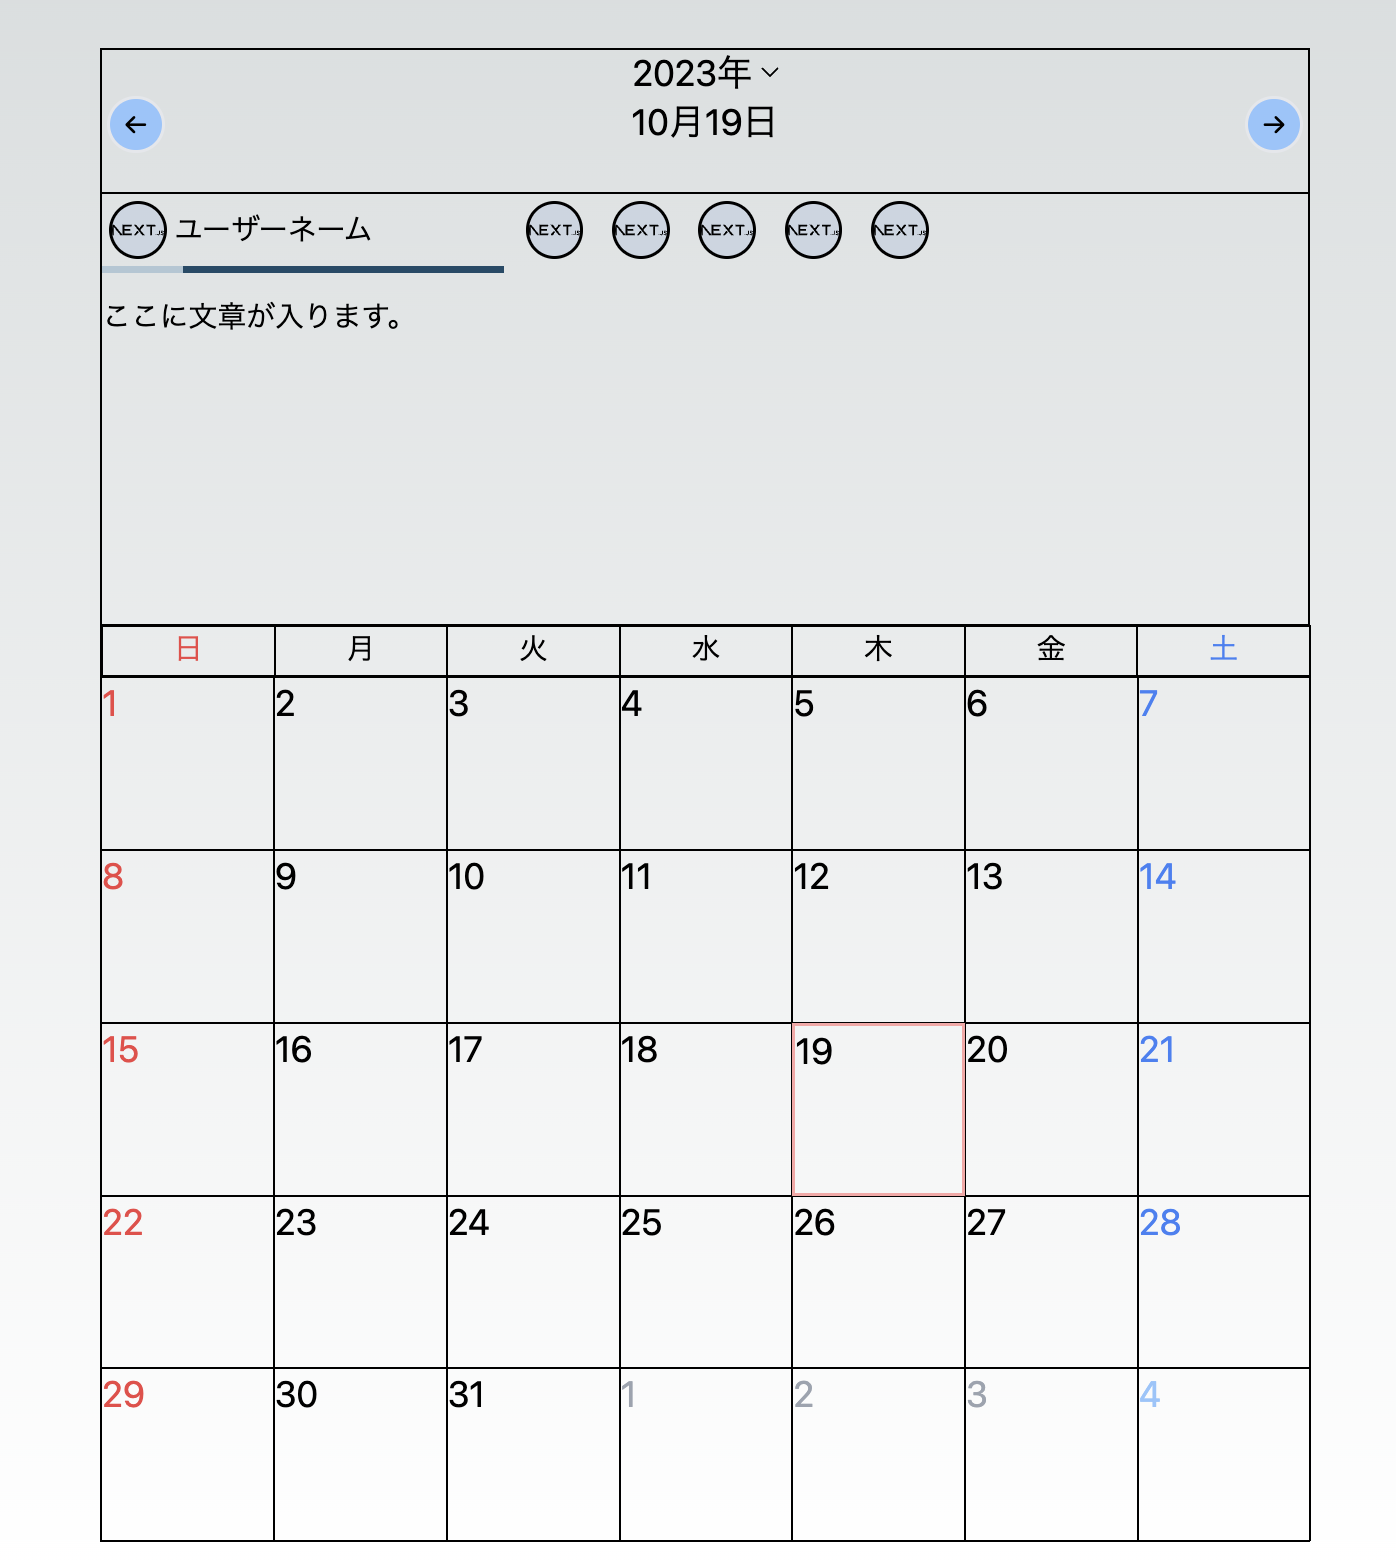 2023年
10月19日
NEXT.JS ユーザーネーム NEXT.JS NEXT.JS NEXT.JS NEXT.JS NEXT.JS
ここに文章が入ります。
日 月 火 水 木 金 土
1 2 3 4 5 6 7
8 9 10 11 12 13 14
15 16 17 18 19 20 21
22 23 24 25 26 27 28
29 30 31 1 2 3 4